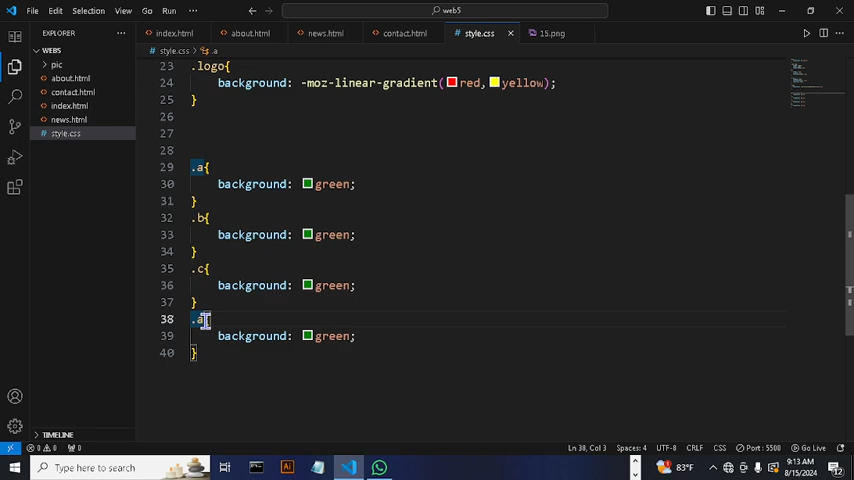 File Edit Selection View Go Run web5
EXPLORER ... index.html about.html news.html contact.html style.css 15.png
style.css > .a
WEB5
pic
about.html
contact.html
index.html
news.html
style.css
23 .logo{
24 background: -moz-linear-gradient(red,yellow);
25 }
26
27
28
29 .a{
30 background: green;
31 }
32 .b{
33 background: green;
34 }
35 .c{
36 background: green;
37 }
38 .a
39 background: green;
40 }
TIMELINE
0 0 0 Ln 38, Col 3 Spaces: 4 UTF-8 CRLF CSS Port : 5500 Go Live
Type here to search 83°F 9:13 AM
8/15/2024 12